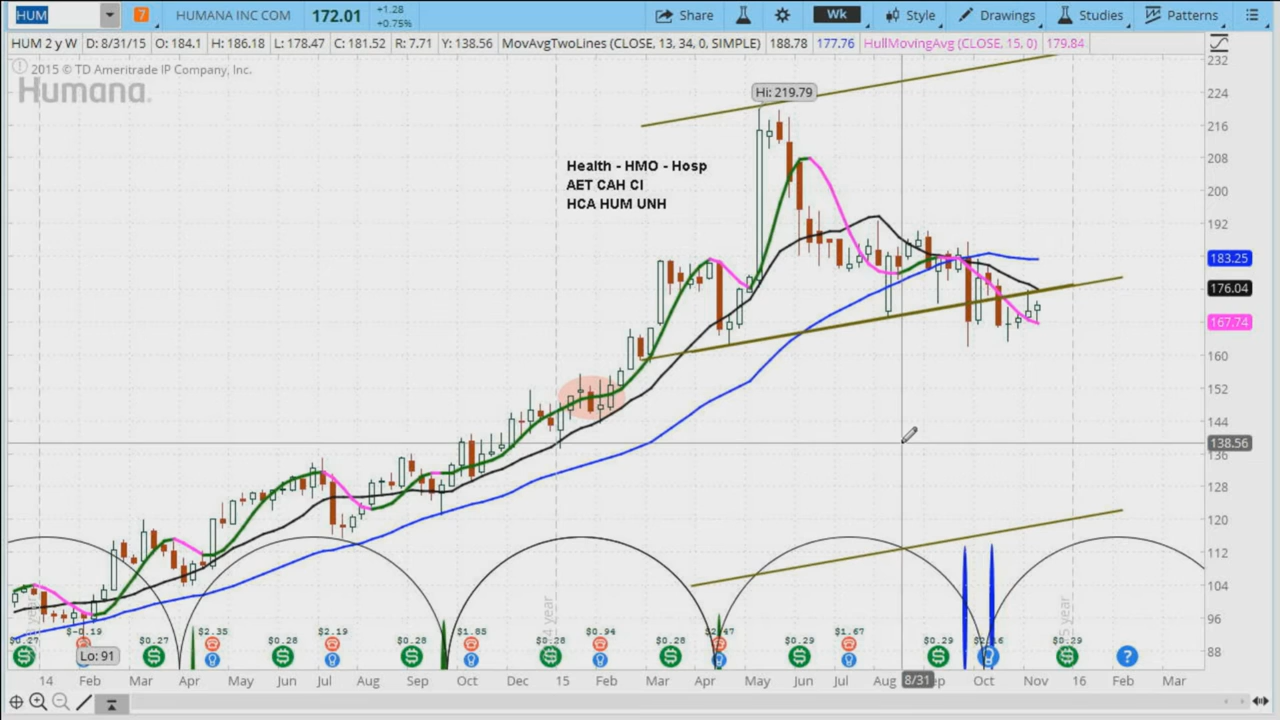 HUM 7 HUMANA INC COM 172.01 +1.28 +0.75% Share Wk Style Drawings Studies Patterns
HUM 2 y W D: 8/31/15 O: 184.1 H: 186.18 L: 178.47 C: 181.52 R: 7.71 Y: 138.56 MovAvgTwoLines (CLOSE, 13, 34, 0, SIMPLE) 188.78 177.76 HullMovingAvg (CLOSE, 15, 0) 179.84
2015 © TD Ameritrade IP Company, Inc.
Humana
Hi: 219.79
Health - HMO - Hosp
AET CAH CI
HCA HUM UNH
232
224
216
208
200
192
183.25
176.04
167.74
160
152
144
138.56
136
128
120
112
104
96
88
year
year
year
$0.27 $-0.19 $0.27 $2.35 $0.28 $2.19 $0.28 $1.85 $0.28 $0.94 $0.28 $0.29 $1.67 $0.29 $0.29
Lo: 91
14 Feb Mar Apr May Jun Jul Aug Sep Oct Dec 15 Feb Mar Apr May Jun Jul Aug 8/31 ep Oct Nov 16 Feb Mar